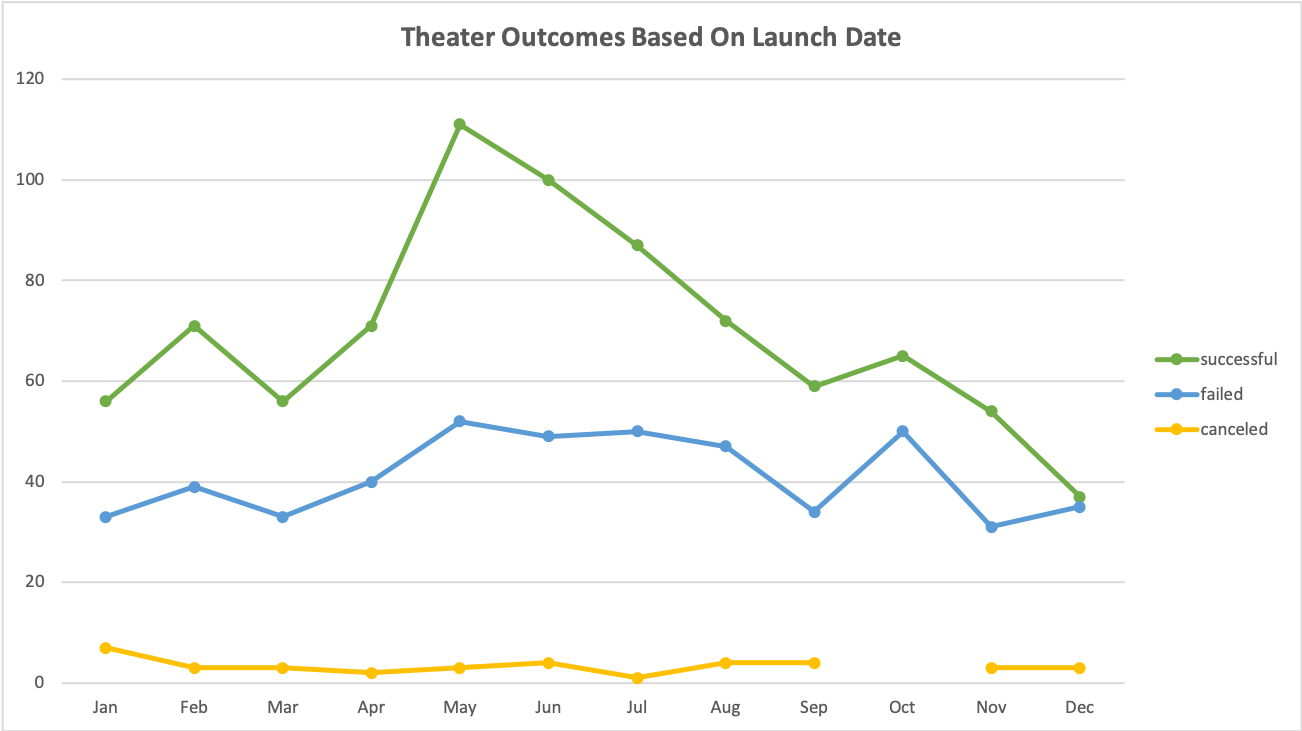 Theater Outcomes Based On Launch Date
120
100
80
60
40
20
0
Jan Feb Mar Apr May Jun Jul Aug Sep Oct Nov Dec
successful
failed
canceled